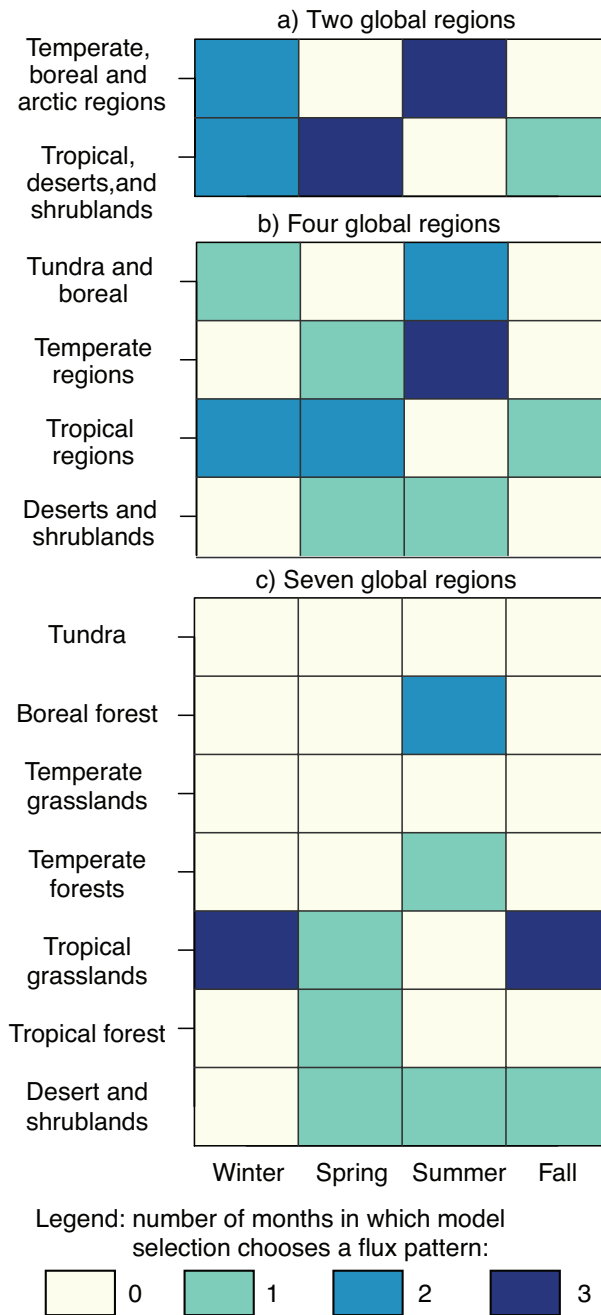 a) Two global regions
Temperate,
boreal and
arctic regions
Tropical,
deserts,and
shrublands
b) Four global regions
Tundra and
boreal
Temperate
regions
Tropical
regions
Deserts and
shrublands
c) Seven global regions
Tundra
Boreal forest
Temperate
grasslands
Temperate
forests
Tropical
grasslands
Tropical forest
Desert and
shrublands
Winter Spring Summer Fall
Legend: number of months in which model
selection chooses a flux pattern:
0 1 2 3